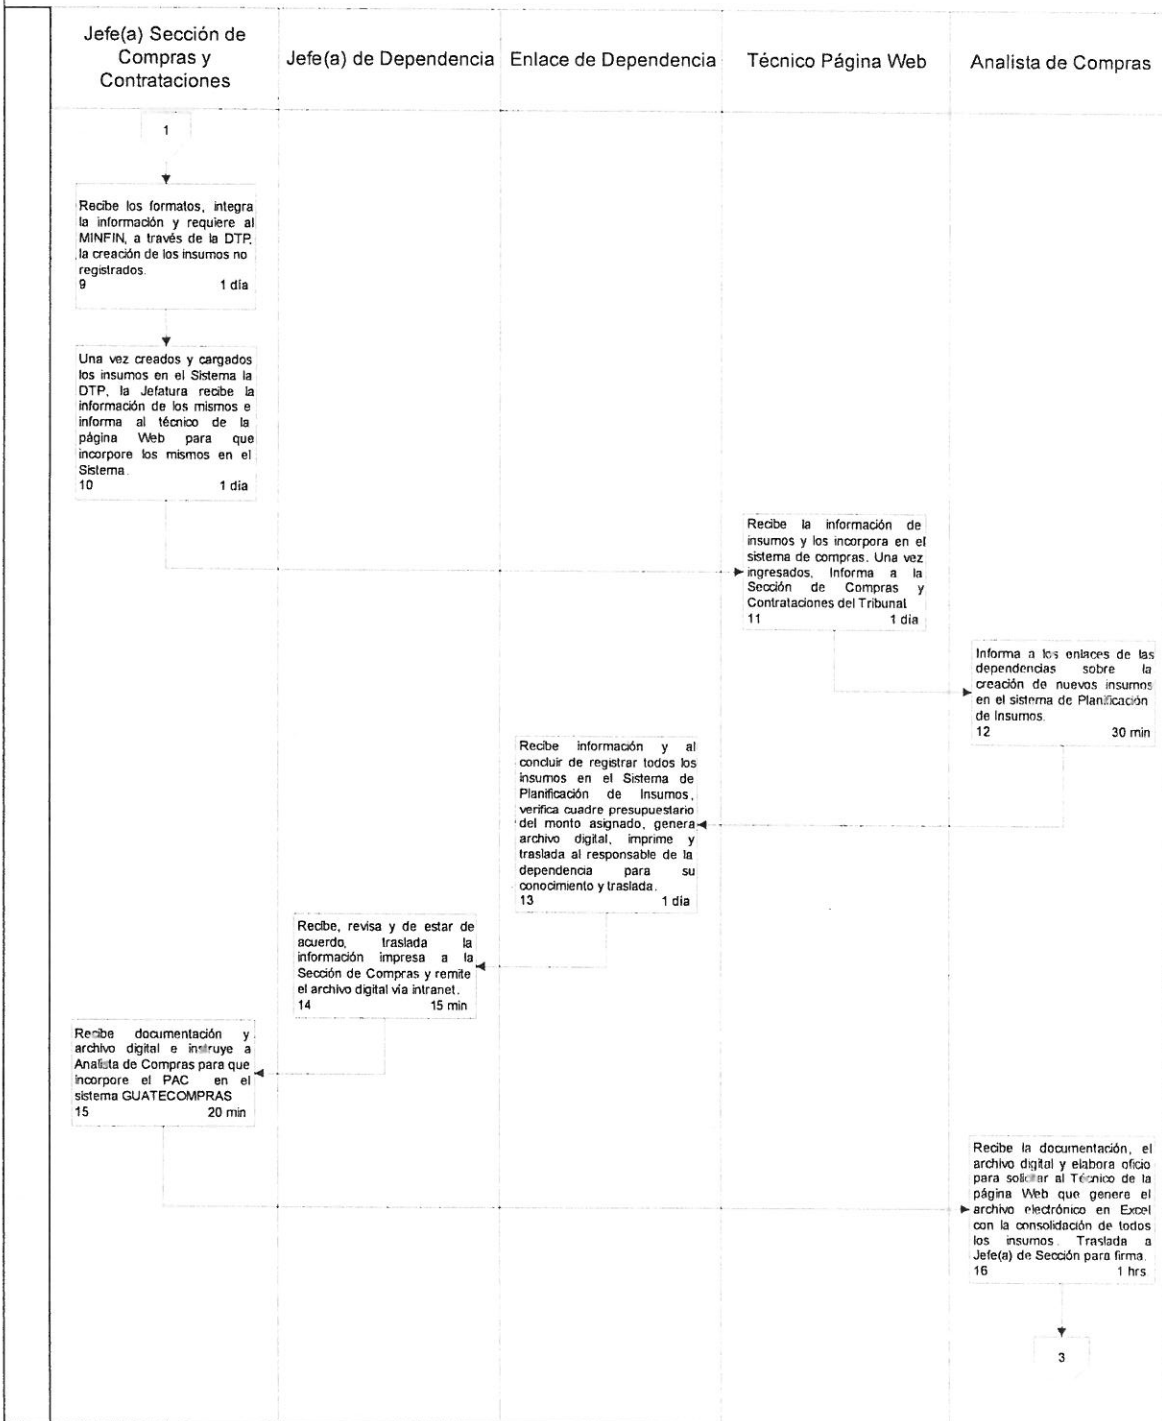 Jefe(a) Sección de
Compras y
Contrataciones
Jefe(a) de Dependencia
Enlace de Dependencia
Técnico Página Web
Analista de Compras
1
Recibe los formatos, integra
la información y requiere al
MINFIN, a través de la DTP,
la creación de los insumos no
registrados.
9 1 día
Una vez creados y cargados
los insumos en el Sistema la
DTP, la Jefatura recibe la
información de los mismos e
informa al técnico de la
página Web para que
incorpore los mismos en el
Sistema.
10 1 dia
Recibe la información de
insumos y los incorpora en el
sistema de compras. Una vez
ingresados, Informa a la
Sección de Compras y
Contrataciones del Tribunal
11 1 dia
Informa a los enlaces de las
dependencias sobre la
creación de nuevos insumos
en el sistema de Planificación
de Insumos.
12 30 min
Recibe información y al
concluir de registrar todos los
insumos en el Sistema de
Planificación de Insumos,
verifica cuadre presupuestario
del monto asignado, genera
archivo digital, imprime y
traslada al responsable de la
dependencia para su
conocimiento y traslada.
13 1 día
Recibe, revisa y de estar de
acuerdo, traslada la
información impresa a la
Sección de Compras y remite
el archivo digital vía intranet.
14 15 min
Recibe documentación y
archivo digital e instruye a
Analista de Compras para que
incorpore el PAC en el
sistema GUATECOMPRAS
15 20 min
Recibe la documentación, el
archivo digital y elabora oficio
para solicitar al Técnico de la
página Web que genere el
archivo electrónico en Excel
con la consolidación de todos
los insumos. Traslada a
Jefe(a) de Sección para firma.
16 1 hrs
3